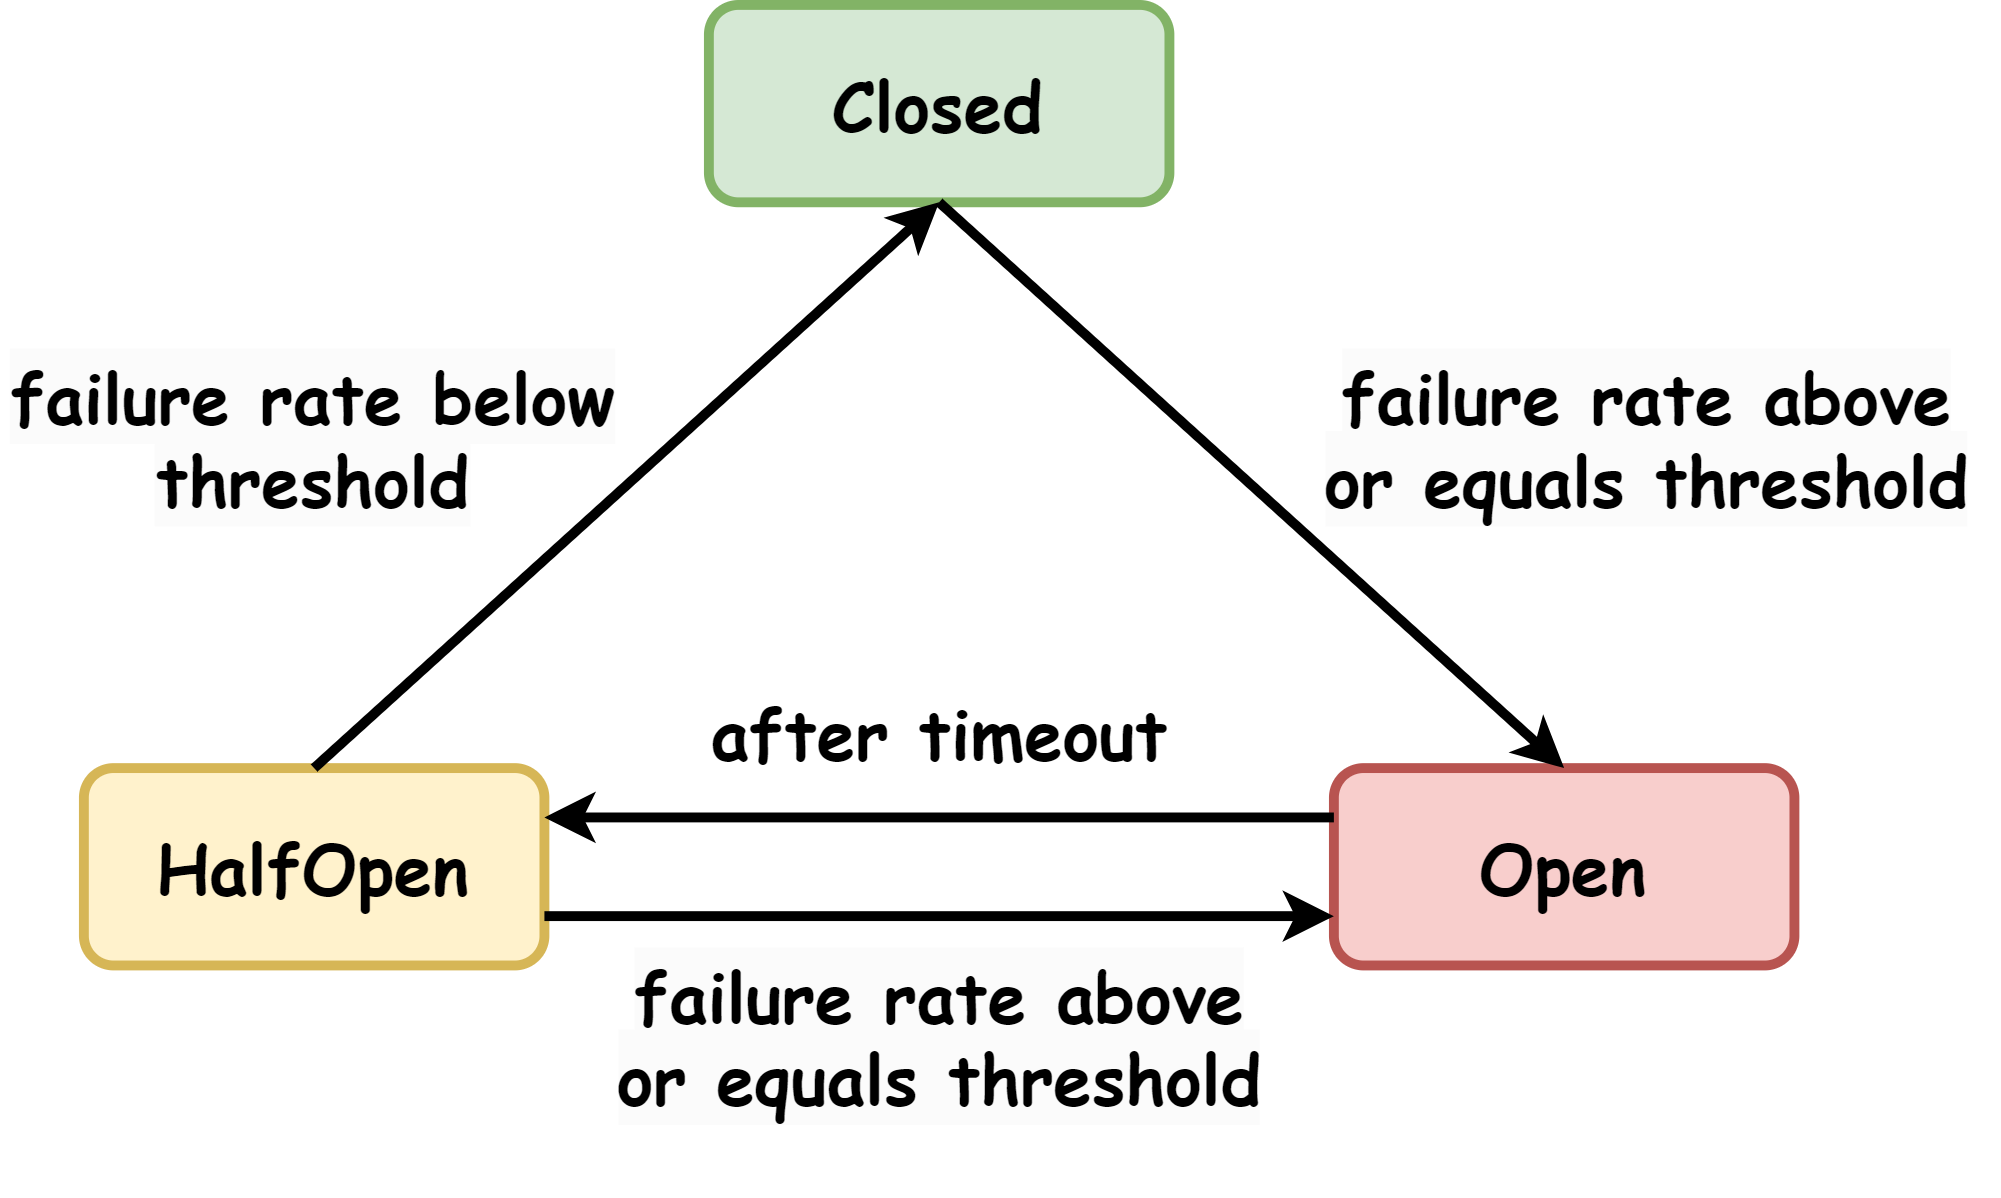 Closed
failure rate below
threshold
failure rate above
or equals threshold
after timeout
HalfOpen
Open
failure rate above
or equals threshold